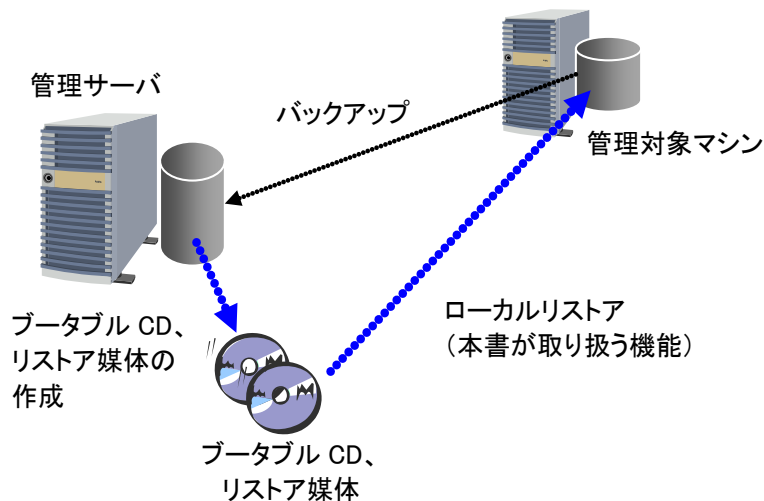 管理サーバ
バックアップ
管理対象マシン
ブータブル CD、
リストア媒体の
作成
ローカルリストア
（本書が取り扱う機能）
ブータブル CD、
リストア媒体